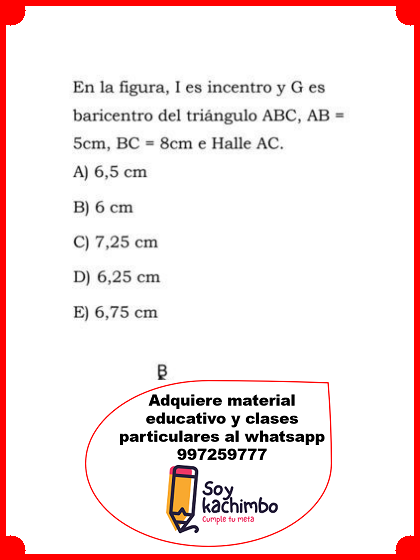 En la figura, I es incentro y G es
baricentro del triángulo ABC, AB =
5cm, BC = 8cm e Halle AC.
A) 6,5 cm
B) 6 cm
C) 7,25 cm
D) 6,25 cm
E) 6,75 cm
B
Adquiere material
educativo y clases
particulares al whatsapp
997259777
Soy
kachimbo
Cumple tu meta